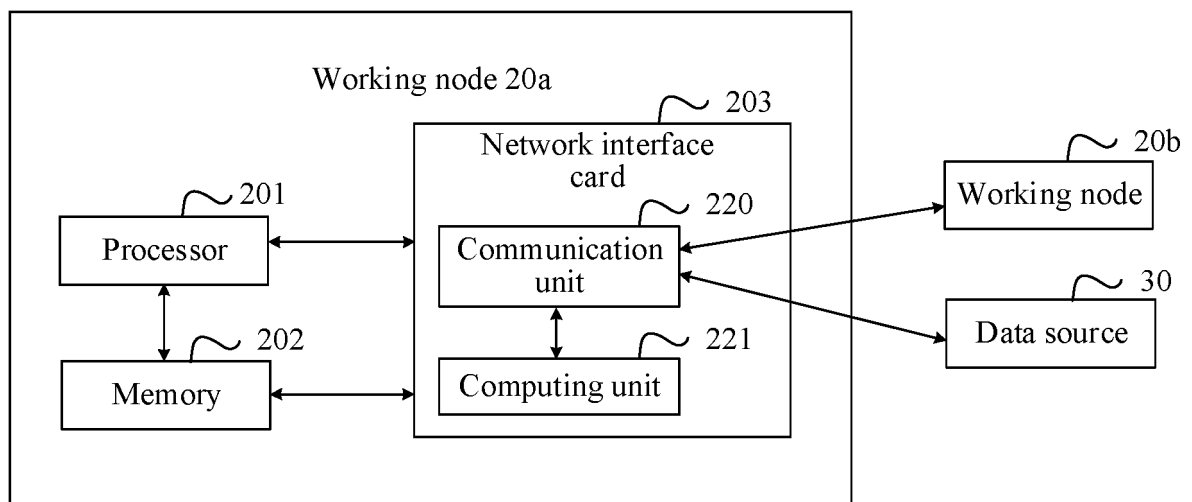 Working node 20a
203
Network interface
card
20b
Working node
201
Processor
220
Communication
unit
30
Data source
202
Memory
221
Computing unit